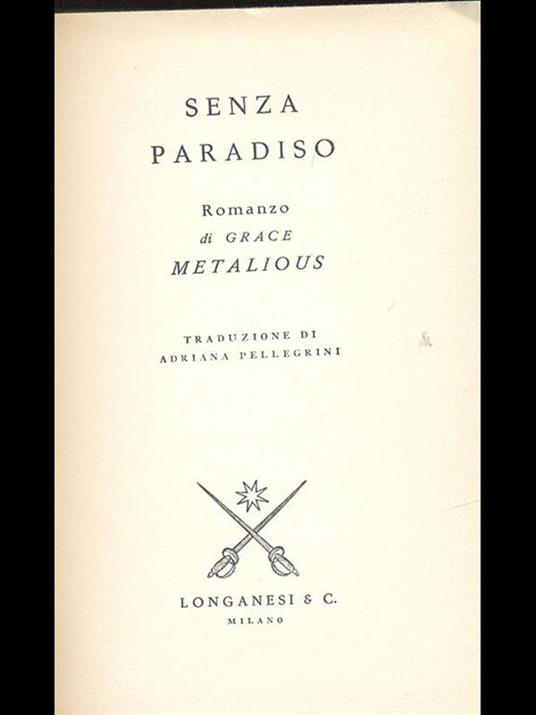 SENZA
PARADISO
Romanzo
di GRACE
METALIOUS
TRADUZIONE DI
ADRIANA PELLEGRINI
LONGANESI & C.
MILANO